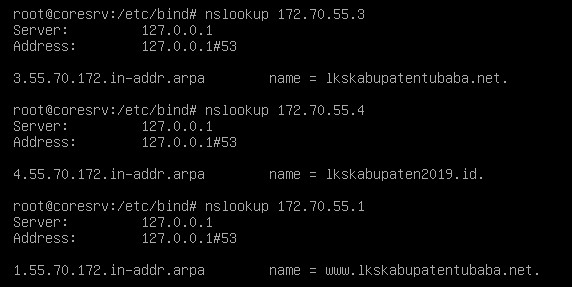 root@coresrv:/etc/bind# nslookup 172.70.55.3
Server:         127.0.0.1
Address:        127.0.0.1#53
3.55.70.172.in-addr.arpa        name = lkskabupatentubaba.net.
root@coresrv:/etc/bind# nslookup 172.70.55.4
Server:         127.0.0.1
Address:        127.0.0.1#53
4.55.70.172.in-addr.arpa        name = lkskabupaten2019.id.
root@coresrv:/etc/bind# nslookup 172.70.55.1
Server:         127.0.0.1
Address:        127.0.0.1#53
1.55.70.172.in-addr.arpa        name = www.lkskabupatentubaba.net.